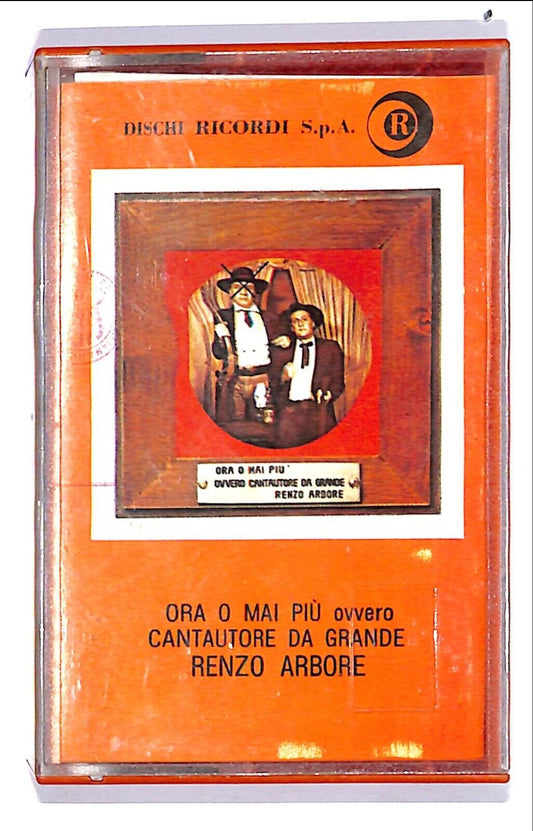 DISCHI RICORDI S.p.A. R
ORA O MAI PIU'
OVVERO CANTAUTORE DA GRANDE
RENZO ARBORE
ORA O MAI PIÙ ovvero
CANTAUTORE DA GRANDE
RENZO ARBORE